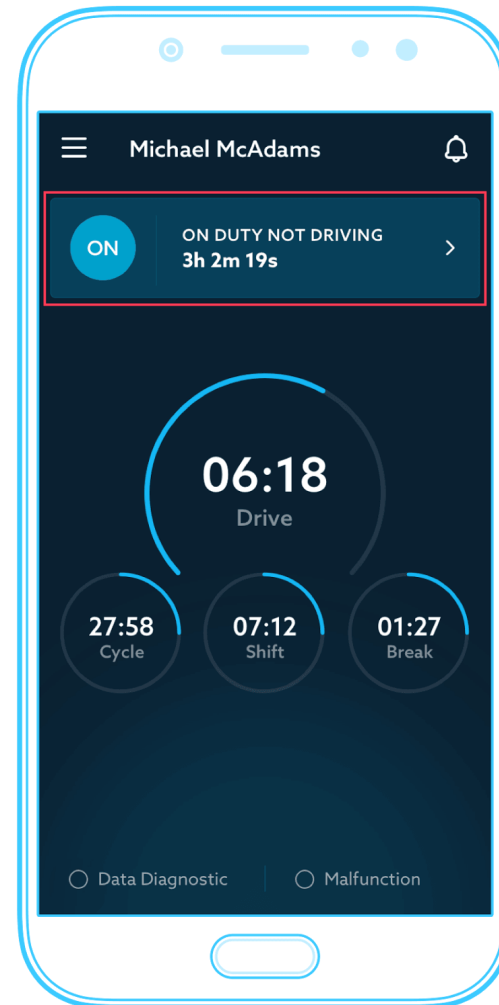 Michael McAdams
ON
ON DUTY NOT DRIVING
3h 2m 19s
06:18
Drive
27:58
Cycle
07:12
Shift
01:27
Break
Data Diagnostic
Malfunction